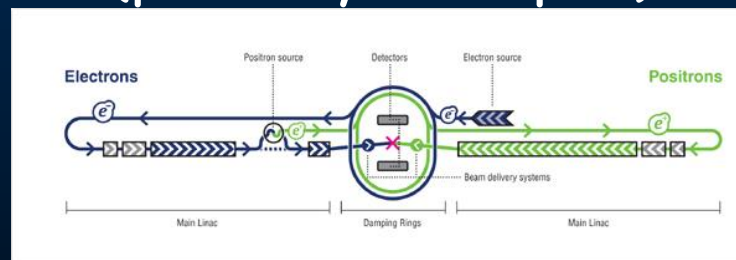 Positron source
Detectors
Electron source
Electrons
Positrons
e⁻
e⁻
e⁺
e⁺
Beam delivery systems
Main Linac
Damping Rings
Main Linac